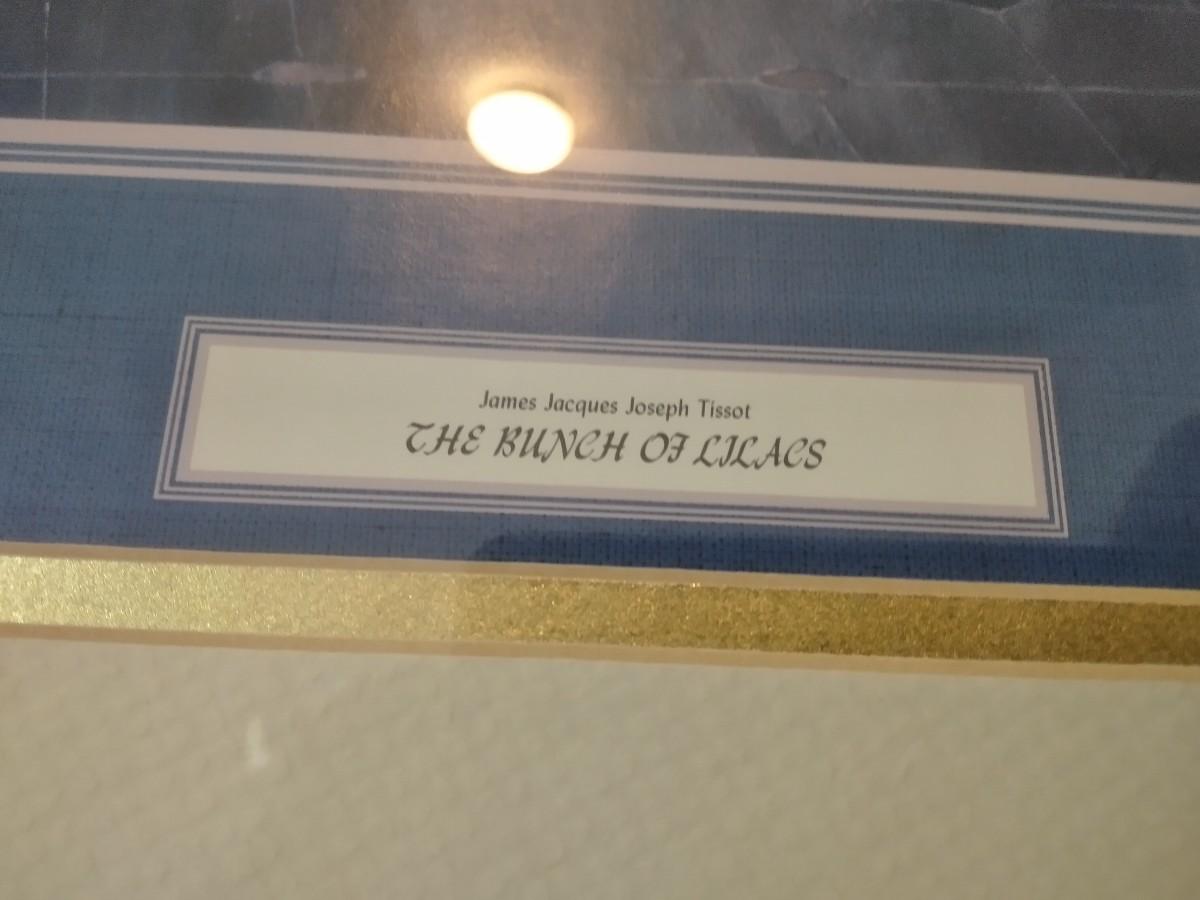 James Jacques Joseph Tissot
THE BUNCH OF LILACS